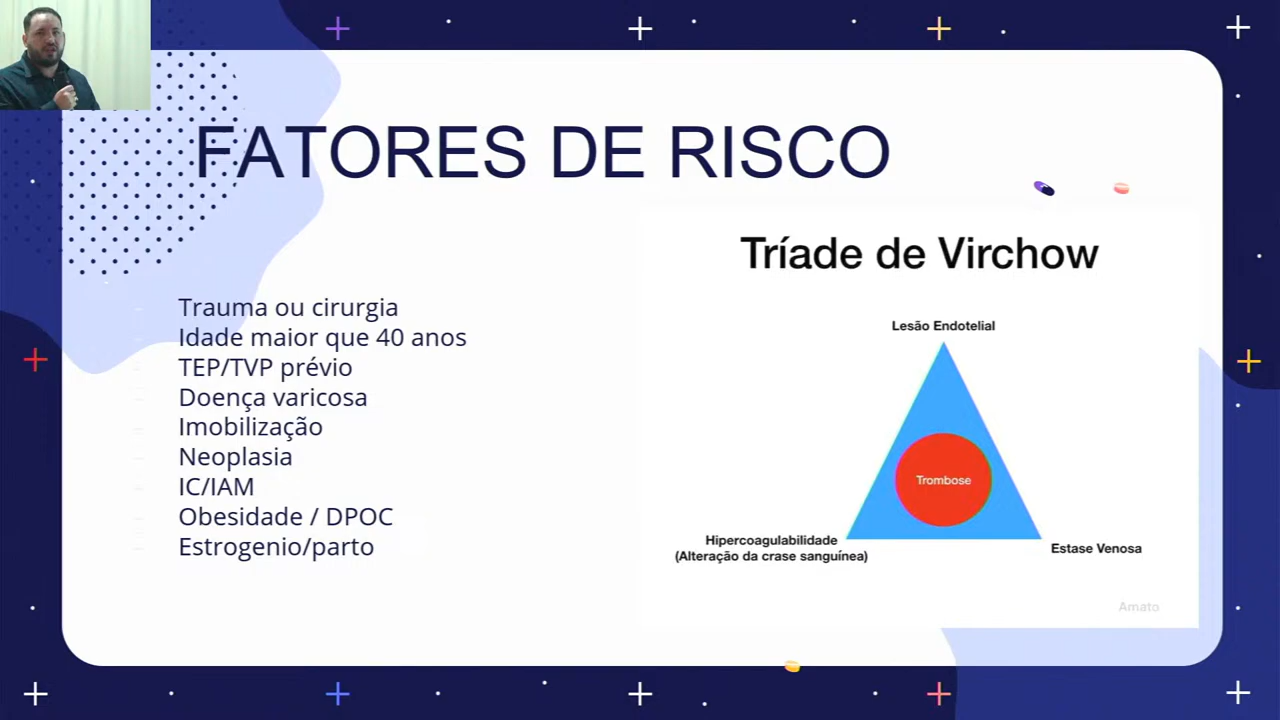 FATORES DE RISCO
Trauma ou cirurgia
Idade maior que 40 anos
TEP/TVP prévio
Doença varicosa
Imobilização
Neoplasia
IC/IAM
Obesidade / DPOC
Estrogenio/parto
Tríade de Virchow
Lesão Endotelial
Trombose
Hipercoagulabilidade
(Alteração da crase sanguínea)
Estase Venosa
Amato